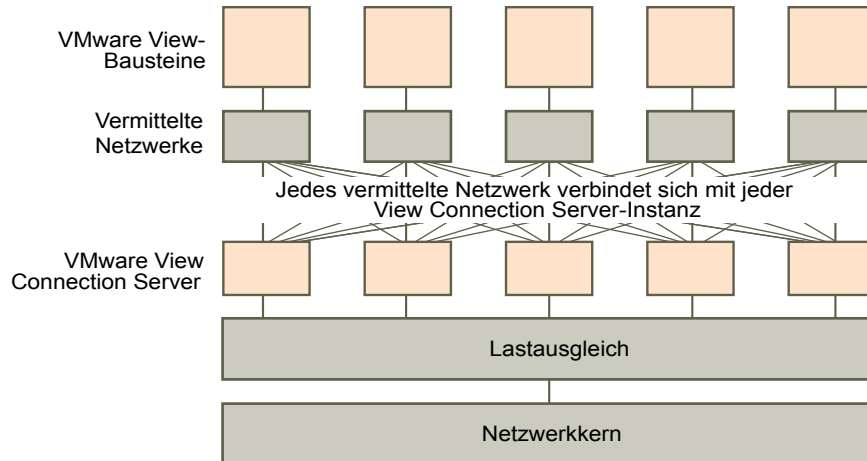 VMware View-
Bausteine
Vermittelte
Netzwerke
Jedes vermittelte Netzwerk verbindet sich mit jeder
View Connection Server-Instanz
VMware View
Connection Server
Lastausgleich
Netzwerkkern